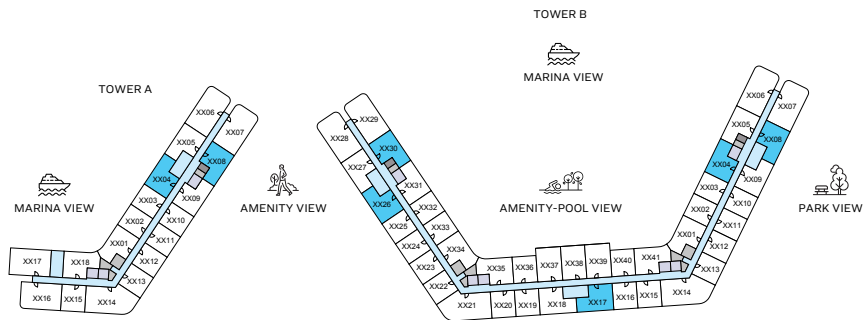 TOWER B
MARINA VIEW
TOWER A
XX06
XX07
XX05
XX08
XX04
XX09
XX03
XX10
XX02
XX11
XX01
XX12
XX18
XX13
XX17
XX16
XX15
XX14
MARINA VIEW
AMENITY VIEW
XX29
XX28
XX30
XX27
XX31
XX26
XX32
XX25
XX33
XX24
XX34
XX23
XX22
XX21
XX35
XX36
XX37
XX38
XX39
XX40
XX41
XX20
XX19
XX18
XX17
XX16
XX15
XX14
AMENITY-POOL VIEW
XX06
XX07
XX05
XX08
XX04
XX09
XX03
XX10
XX02
XX11
XX01
XX12
XX13
PARK VIEW